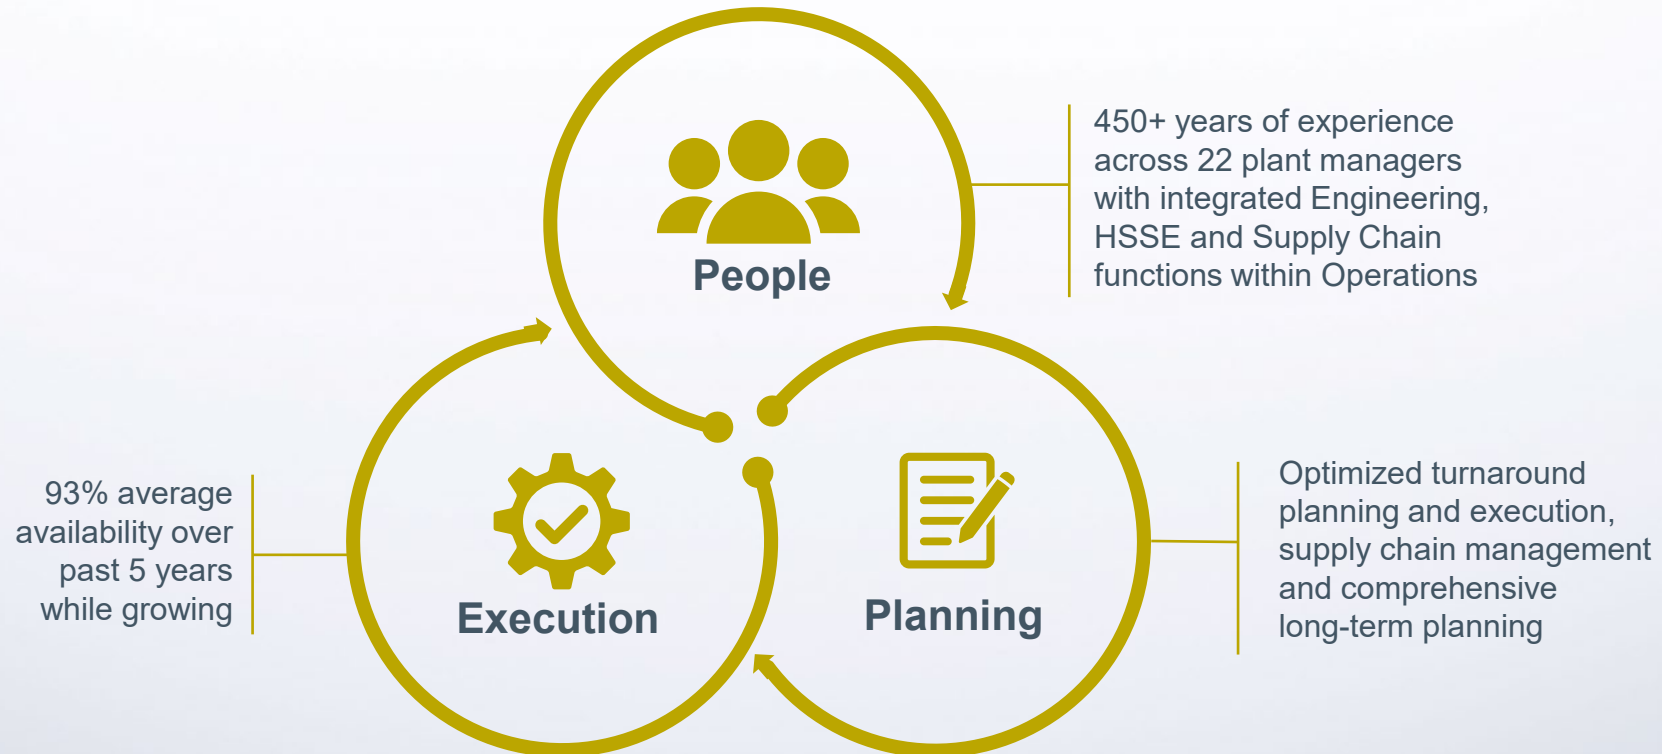 People
450+ years of experience
across 22 plant managers
with integrated Engineering,
HSSE and Supply Chain
functions within Operations
Planning
Optimized turnaround
planning and execution,
supply chain management
and comprehensive
long-term planning
Execution
93% average
availability over
past 5 years
while growing